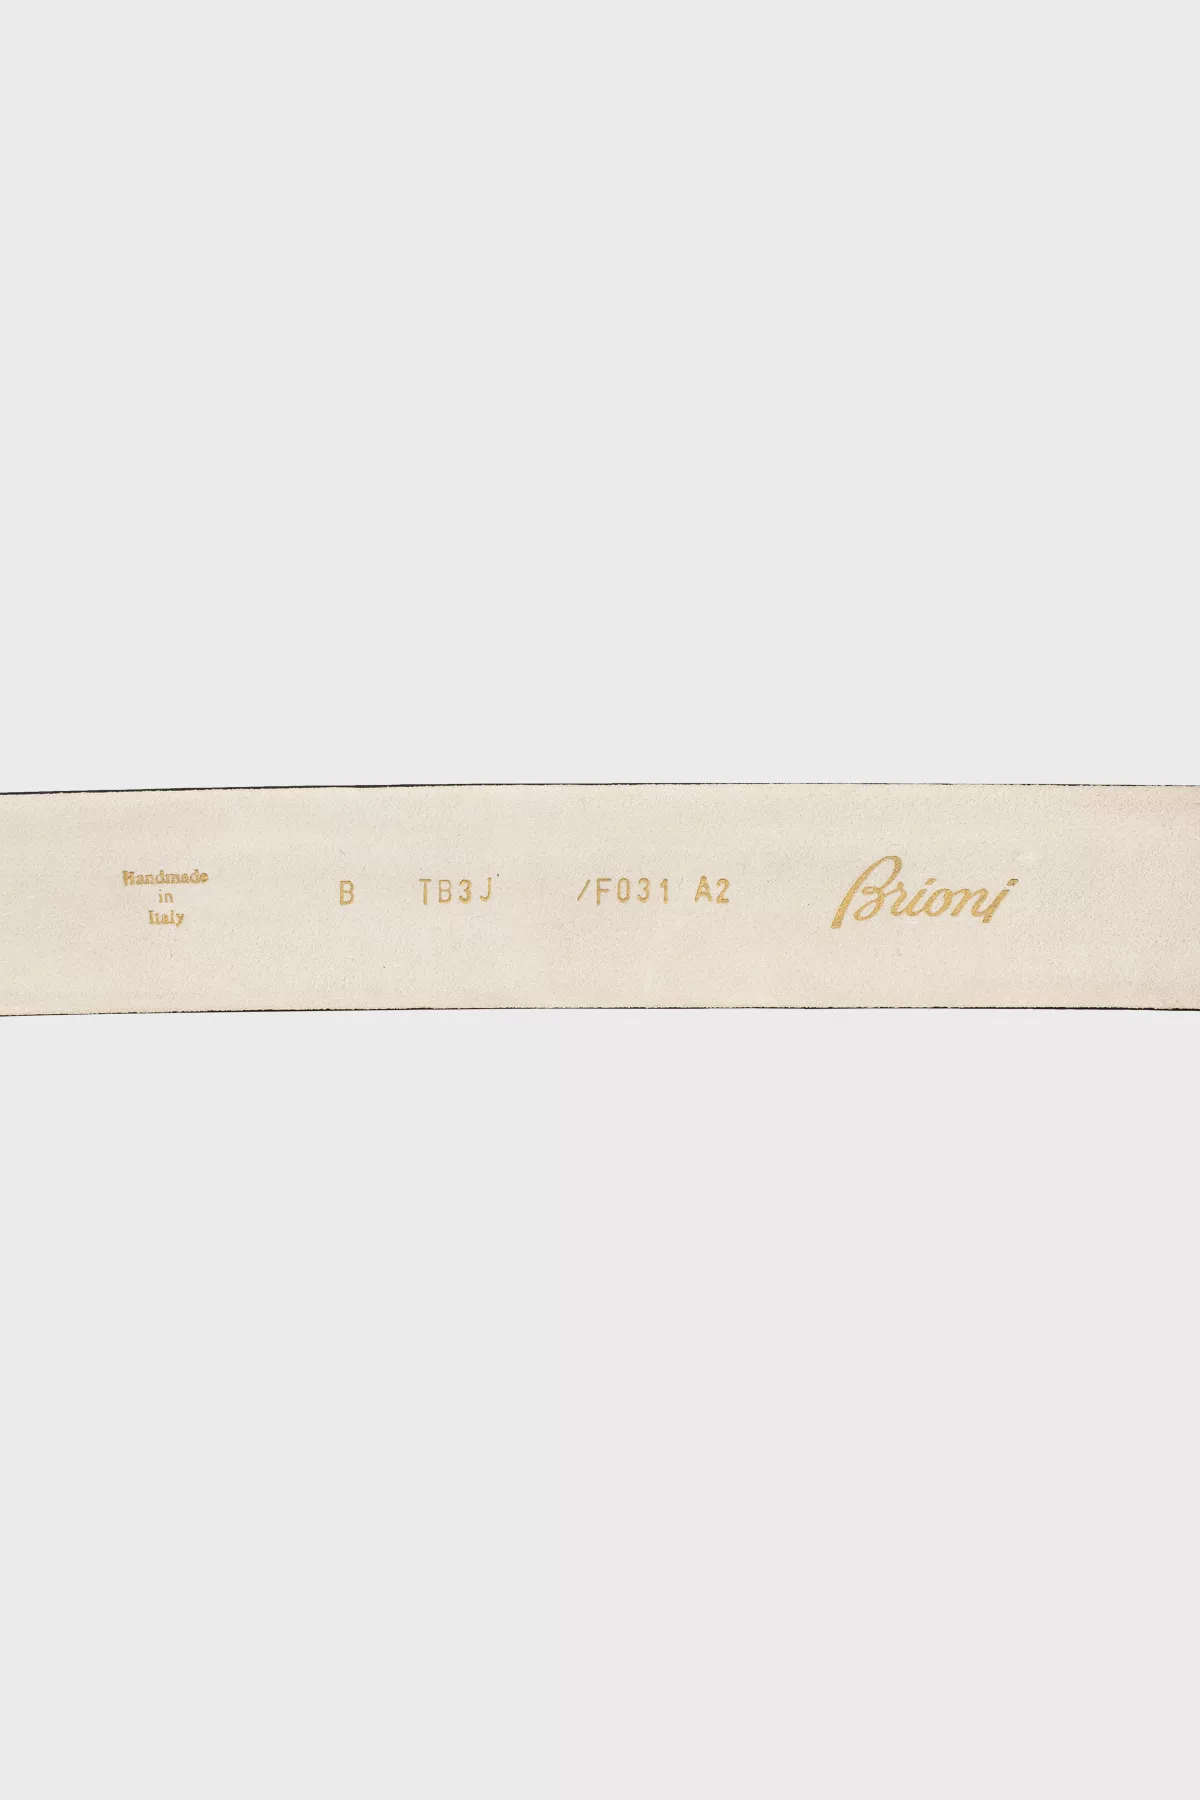 Handmade
in
Italy
B TB3J /F031 A2
Brioni